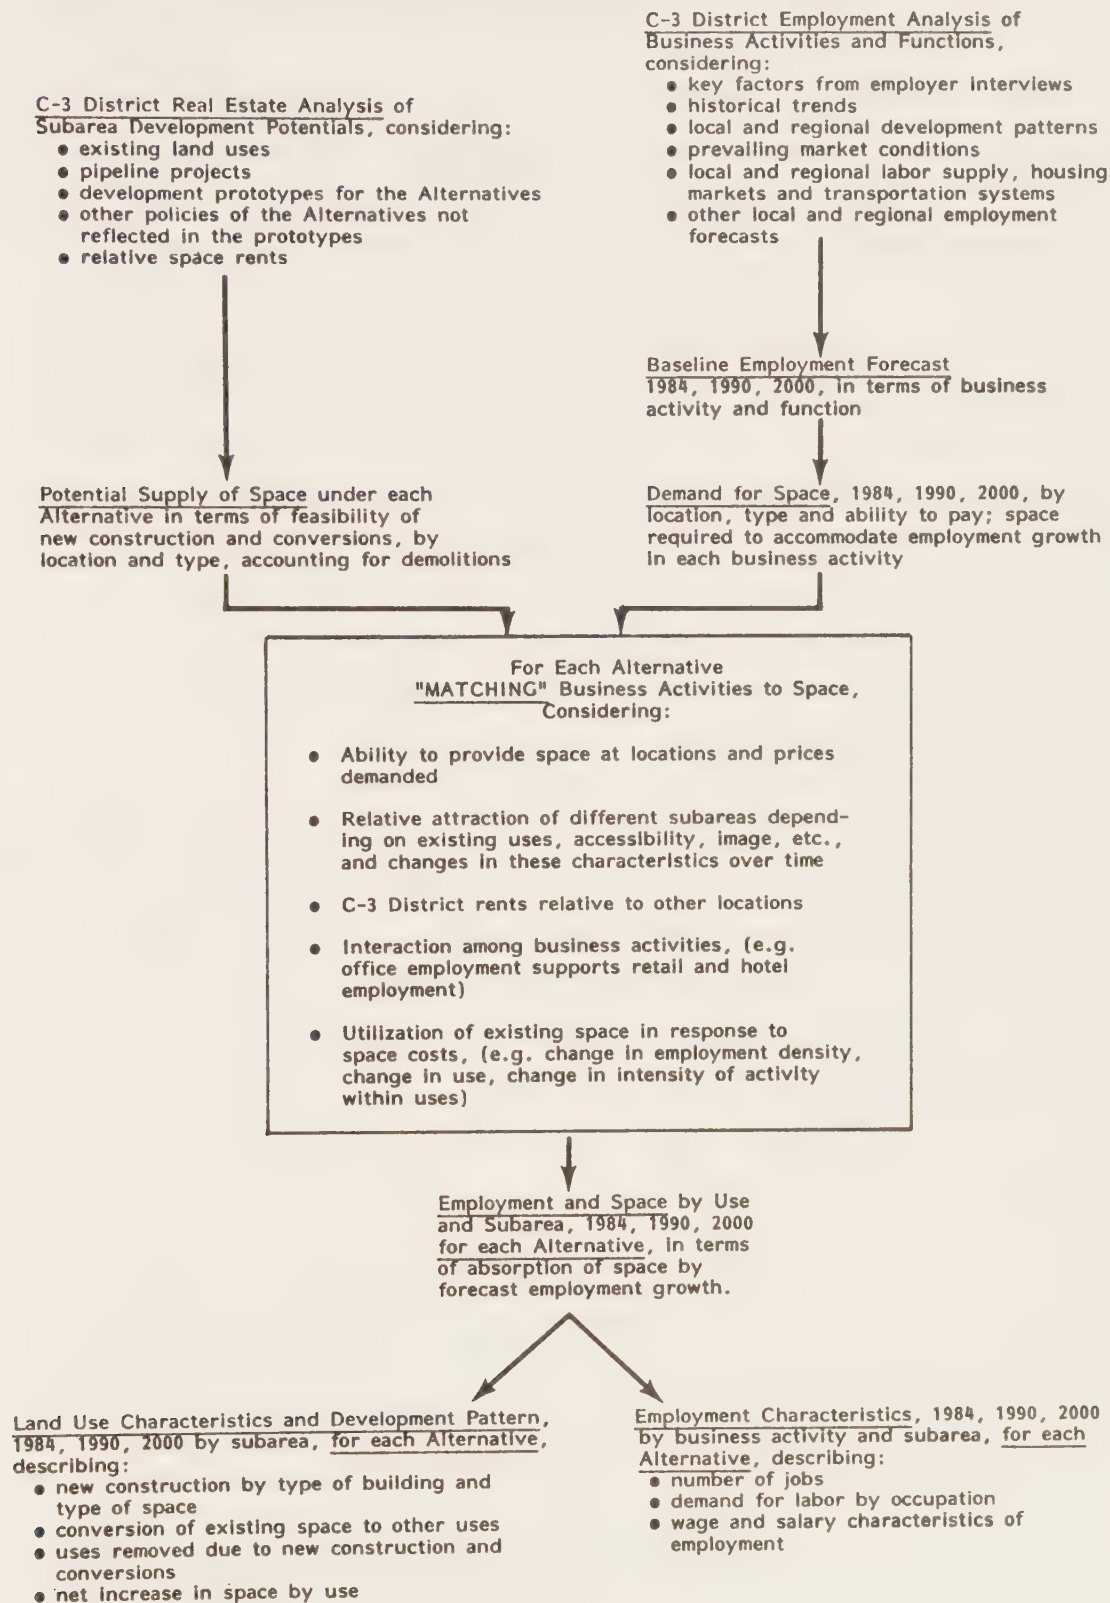 C-3 District Employment Analysis of
Business Activities and Functions,
considering:
• key factors from employer interviews
• historical trends
• local and regional development patterns
• prevailing market conditions
• local and regional labor supply, housing
markets and transportation systems
• other local and regional employment
forecasts
C-3 District Real Estate Analysis of
Subarea Development Potentials, considering:
• existing land uses
• pipeline projects
• development prototypes for the Alternatives
• other policies of the Alternatives not
reflected in the prototypes
• relative space rents
Baseline Employment Forecast
1984, 1990, 2000, in terms of business
activity and function
Potential Supply of Space under each
Alternative in terms of feasibility of
new construction and conversions, by
location and type, accounting for demolitions
Demand for Space, 1984, 1990, 2000, by
location, type and ability to pay; space
required to accommodate employment growth
in each business activity
For Each Alternative
"MATCHING" Business Activities to Space,
Considering:
• Ability to provide space at locations and prices
demanded
• Relative attraction of different subareas depend-
ing on existing uses, accessibility, image, etc.,
and changes in these characteristics over time
• C-3 District rents relative to other locations
• Interaction among business activities, (e.g.
office employment supports retail and hotel
employment)
• Utilization of existing space in response to
space costs, (e.g. change in employment density,
change in use, change in intensity of activity
within uses)
Employment and Space by Use
and Subarea, 1984, 1990, 2000
for each Alternative, in terms
of absorption of space by
forecast employment growth.
Land Use Characteristics and Development Pattern,
1984, 1990, 2000 by subarea, for each Alternative,
describing:
• new construction by type of building and
type of space
• conversion of existing space to other uses
• uses removed due to new construction and
conversions
• net increase in space by use
Employment Characteristics, 1984, 1990, 2000
by business activity and subarea, for each
Alternative, describing:
• number of jobs
• demand for labor by occupation
• wage and salary characteristics of
employment